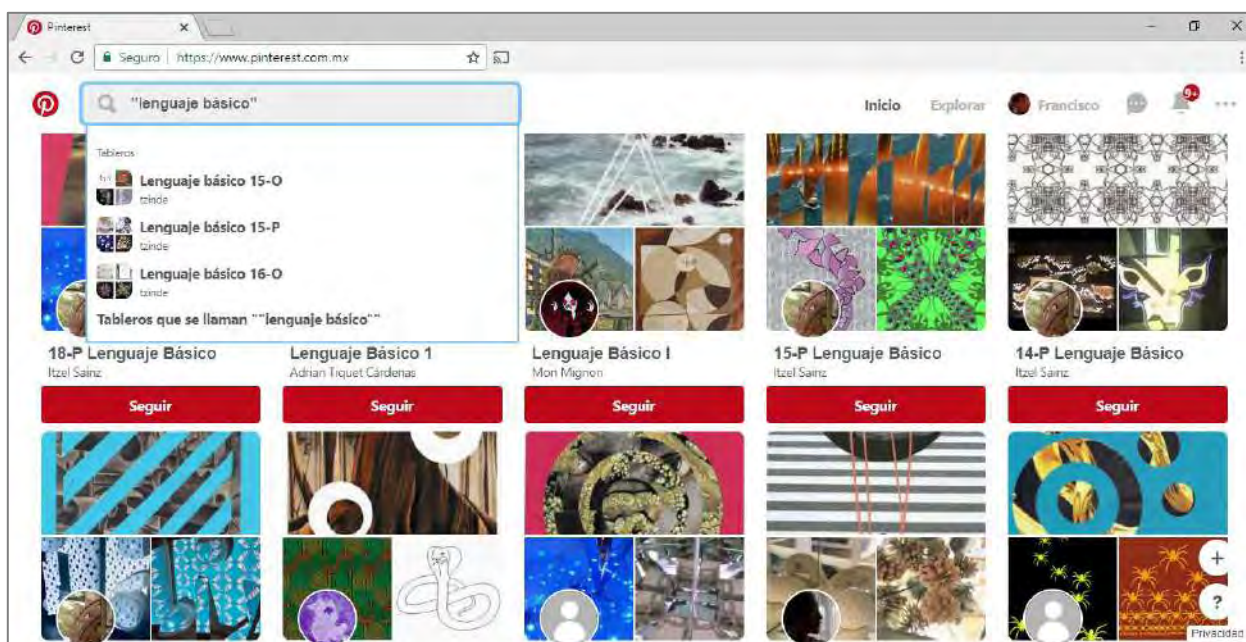 Pinterest
Seguro https://www.pinterest.com.mx
"lenguaje básico"
Inicio Explorar Francisco 9+
Tableros
Lenguaje básico 15-O
tzinde
Lenguaje básico 15-P
tzinde
Lenguaje básico 16-O
tzinde
Tableros que se llaman ""lenguaje básico""
18-P Lenguaje Básico
Itzel Sainz
Lenguaje Básico 1
Adrian Tiquet Cárdenas
Lenguaje Básico I
Mon Mignon
15-P Lenguaje Básico
Itzel Sainz
14-P Lenguaje Básico
Itzel Sainz
Seguir
Seguir
Seguir
Seguir
Seguir
+
?
Privacidad